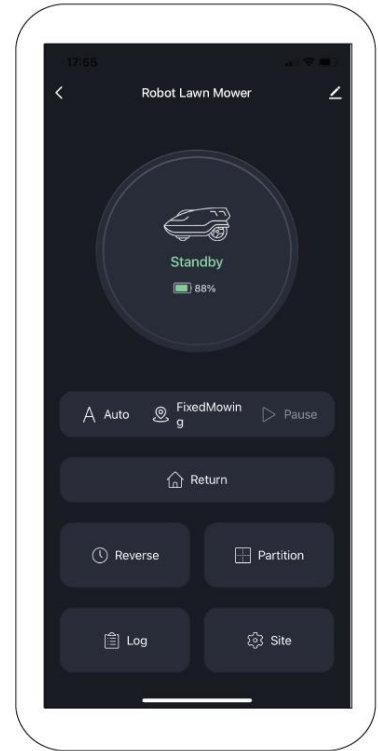 17:55
Robot Lawn Mower
Standby
88%
A Auto
FixedMowin
g
Pause
Return
Reverse
Partition
Log
Site